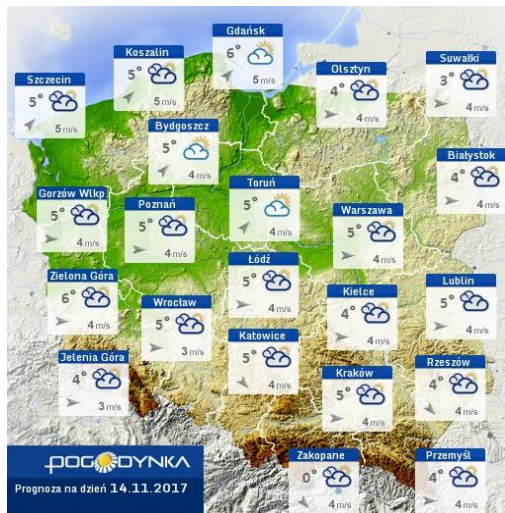 Gdańsk
6°
5 m/s
Koszalin
5°
5 m/s
Suwałki
3°
4 m/s
Olsztyn
4°
4 m/s
Szczecin
5°
5 m/s
Bydgoszcz
5°
4 m/s
Białystok
4°
4 m/s
Toruń
5°
4 m/s
Gorzów Wlkp
5°
4 m/s
Poznań
5°
4 m/s
Warszawa
5°
4 m/s
Łódź
5°
4 m/s
Zielona Góra
6°
4 m/s
Lublin
5°
4 m/s
Kielce
4°
4 m/s
Wrocław
5°
3 m/s
Katowice
5°
4 m/s
Jelenia Góra
4°
3 m/s
Rzeszów
4°
4 m/s
Kraków
5°
4 m/s
Zakopane
0°
4 m/s
Przemyśl
4°
4 m/s
POGODYNKA
Prognoza na dzień 14.11.2017